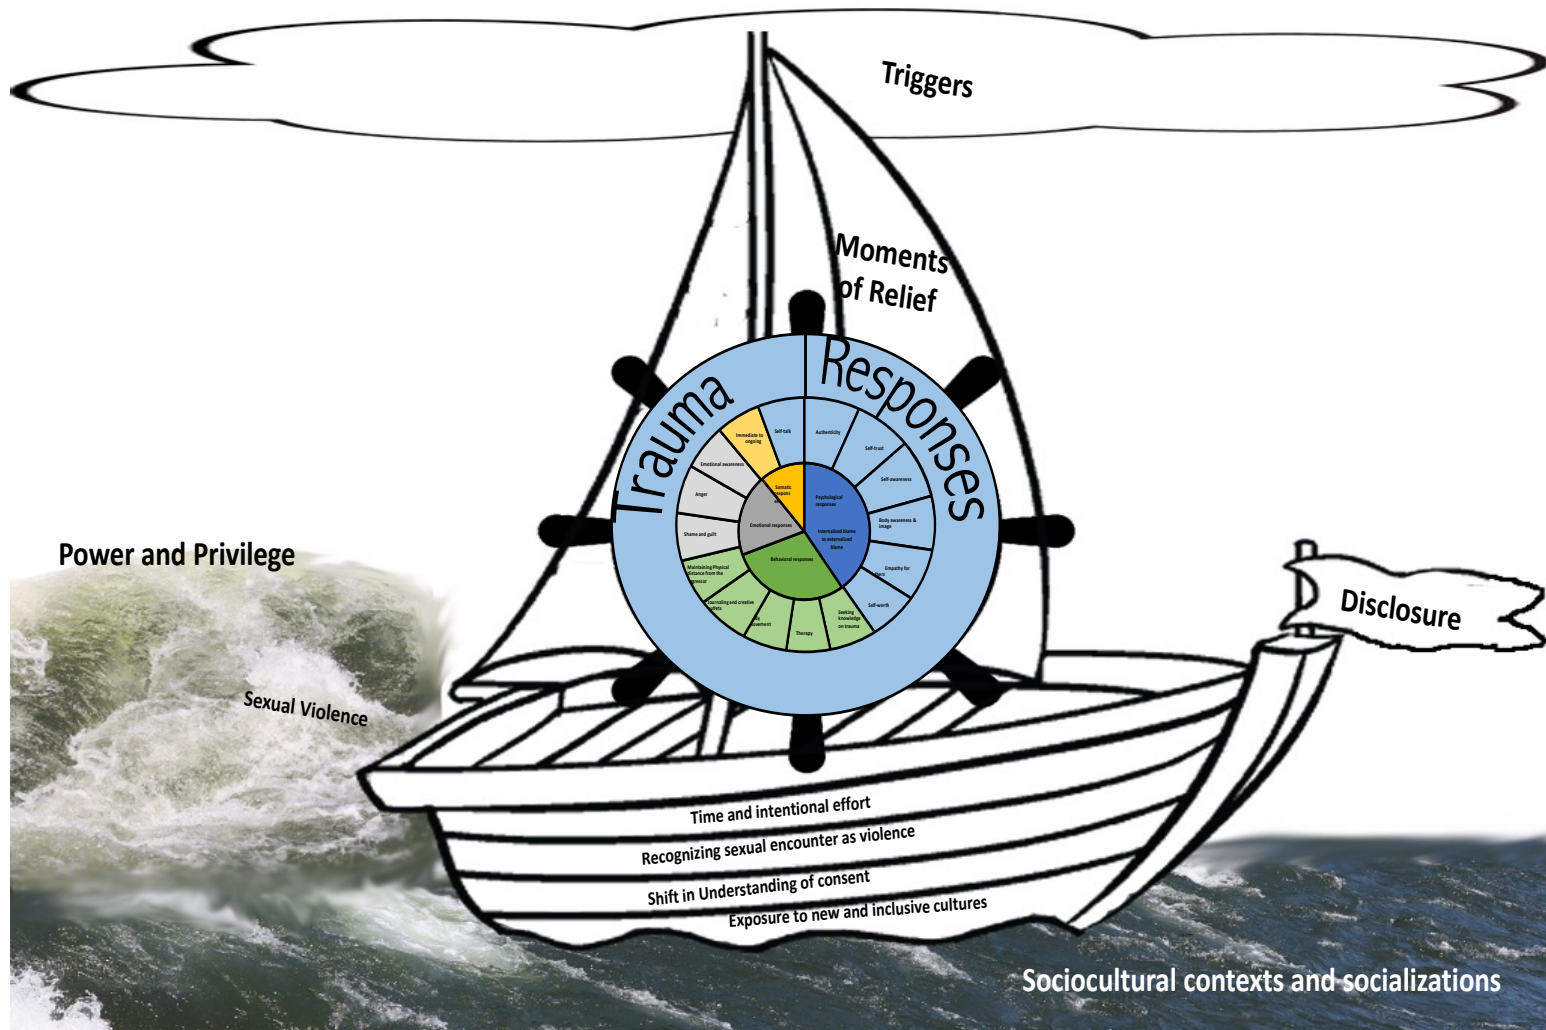 Triggers
Moments
of Relief
Trauma
Responses
Immediate to
ongoing
Self-talk
Authenticity
Self-trust
Self-awareness
Body awareness &
image
Empathy for
Self-worth
Seeking
knowledge
on trauma
Therapy
Journaling and creative
Maintaining Physical
distance from the
Shame and guilt
Anger
Emotional awareness
Somatic
Psychological
responses
Internalized blame
to externalized
blame
Emotional responses
Behavioral responses
Power and Privilege
Sexual Violence
Disclosure
Time and intentional effort
Recognizing sexual encounter as violence
Shift in Understanding of consent
Exposure to new and inclusive cultures
Sociocultural contexts and socializations